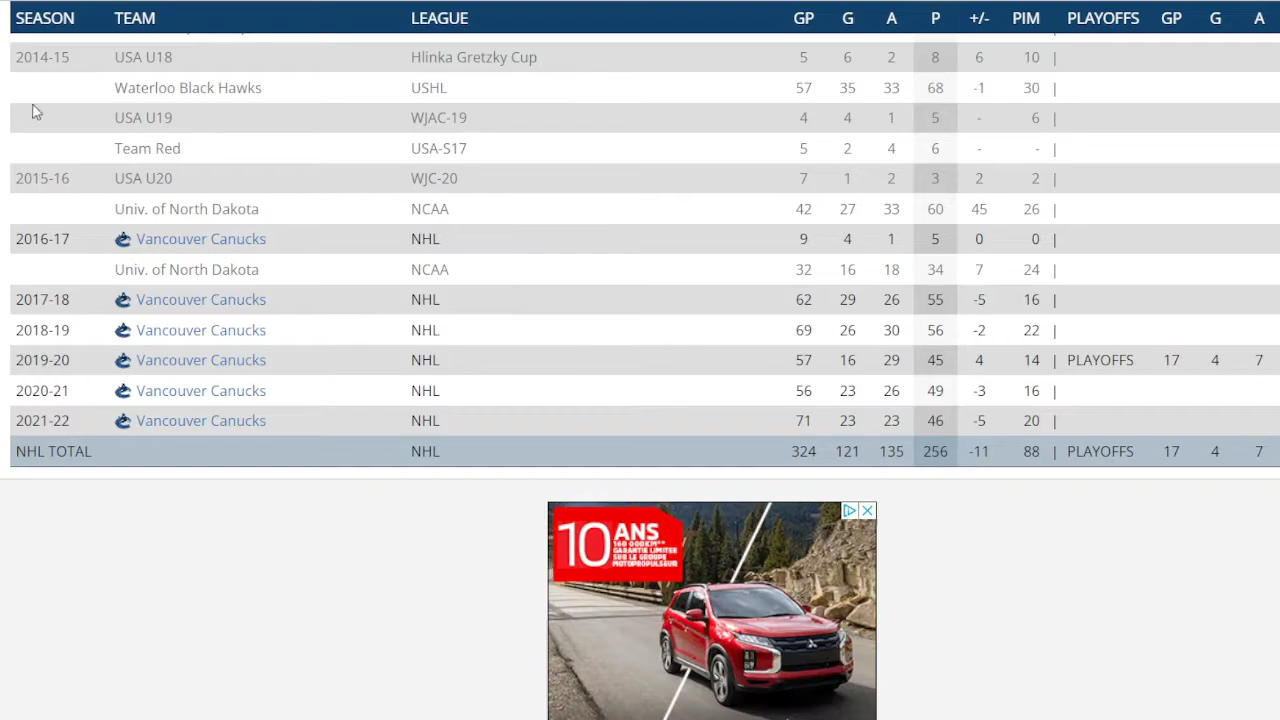 SEASON TEAM LEAGUE GP G A P +/- PIM PLAYOFFS GP G A
2014-15 USA U18 Hlinka Gretzky Cup 5 6 2 8 6 10 |
Waterloo Black Hawks USHL 57 35 33 68 -1 30 |
USA U19 WJAC-19 4 4 1 5 - 6 |
Team Red USA-S17 5 2 4 6 - - |
2015-16 USA U20 WJC-20 7 1 2 3 2 2 |
Univ. of North Dakota NCAA 42 27 33 60 45 26 |
2016-17 Vancouver Canucks NHL 9 4 1 5 0 0 |
Univ. of North Dakota NCAA 32 16 18 34 7 24 |
2017-18 Vancouver Canucks NHL 62 29 26 55 -5 16 |
2018-19 Vancouver Canucks NHL 69 26 30 56 -2 22 |
2019-20 Vancouver Canucks NHL 57 16 29 45 4 14 | PLAYOFFS 17 4 7
2020-21 Vancouver Canucks NHL 56 23 26 49 -3 16 |
2021-22 Vancouver Canucks NHL 71 23 23 46 -5 20 |
NHL TOTAL NHL 324 121 135 256 -11 88 | PLAYOFFS 17 4 7
10 ANS
160 000KM**
GARANTIE LIMITÉE
SUR LE GROUPE
MOTOPROPULSEUR